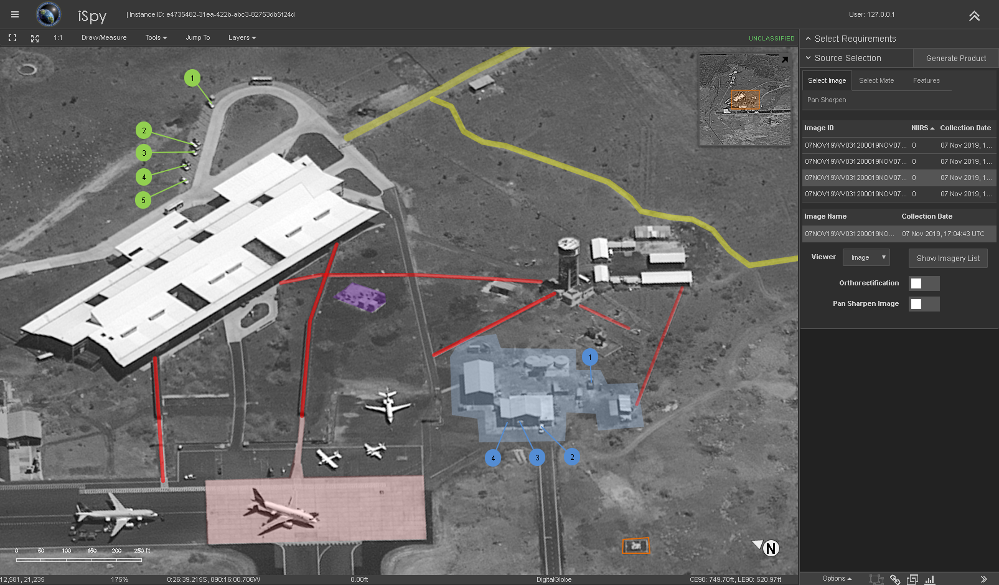 iSpy
| Instance ID: e4735482-31ea-422b-abc3-82753db5f24d
User: 127.0.0.1
1:1 Draw/Measure Tools Jump To Layers
UNCLASSIFIED
1
2
3
4
5
1
4
3
2
0 50 100 150 200 250 ft
N
12,581, 21,235 175% 0:26:39.215S, 090:16:00.706W 0.00ft DigitalGlobe CE90: 749.70ft, LE90: 520.97ft
Select Requirements
Source Selection Generate Product
Select Image Select Mate Features
Pan Sharpen
Image ID NIIRS Collection Date
07NOV19WV031200019NOV07... 0 07 Nov 2019, 1...
07NOV19WV031200019NOV07... 0 07 Nov 2019, 1...
07NOV19WV031200019NOV07... 0 07 Nov 2019, 1...
07NOV19WV031200019NOV07... 0 07 Nov 2019, 1...
Image Name Collection Date
07NOV19WV031200019NO... 07 Nov 2019, 17:04:43 UTC
Viewer Image Show Imagery List
Orthorectification
Pan Sharpen Image
Options